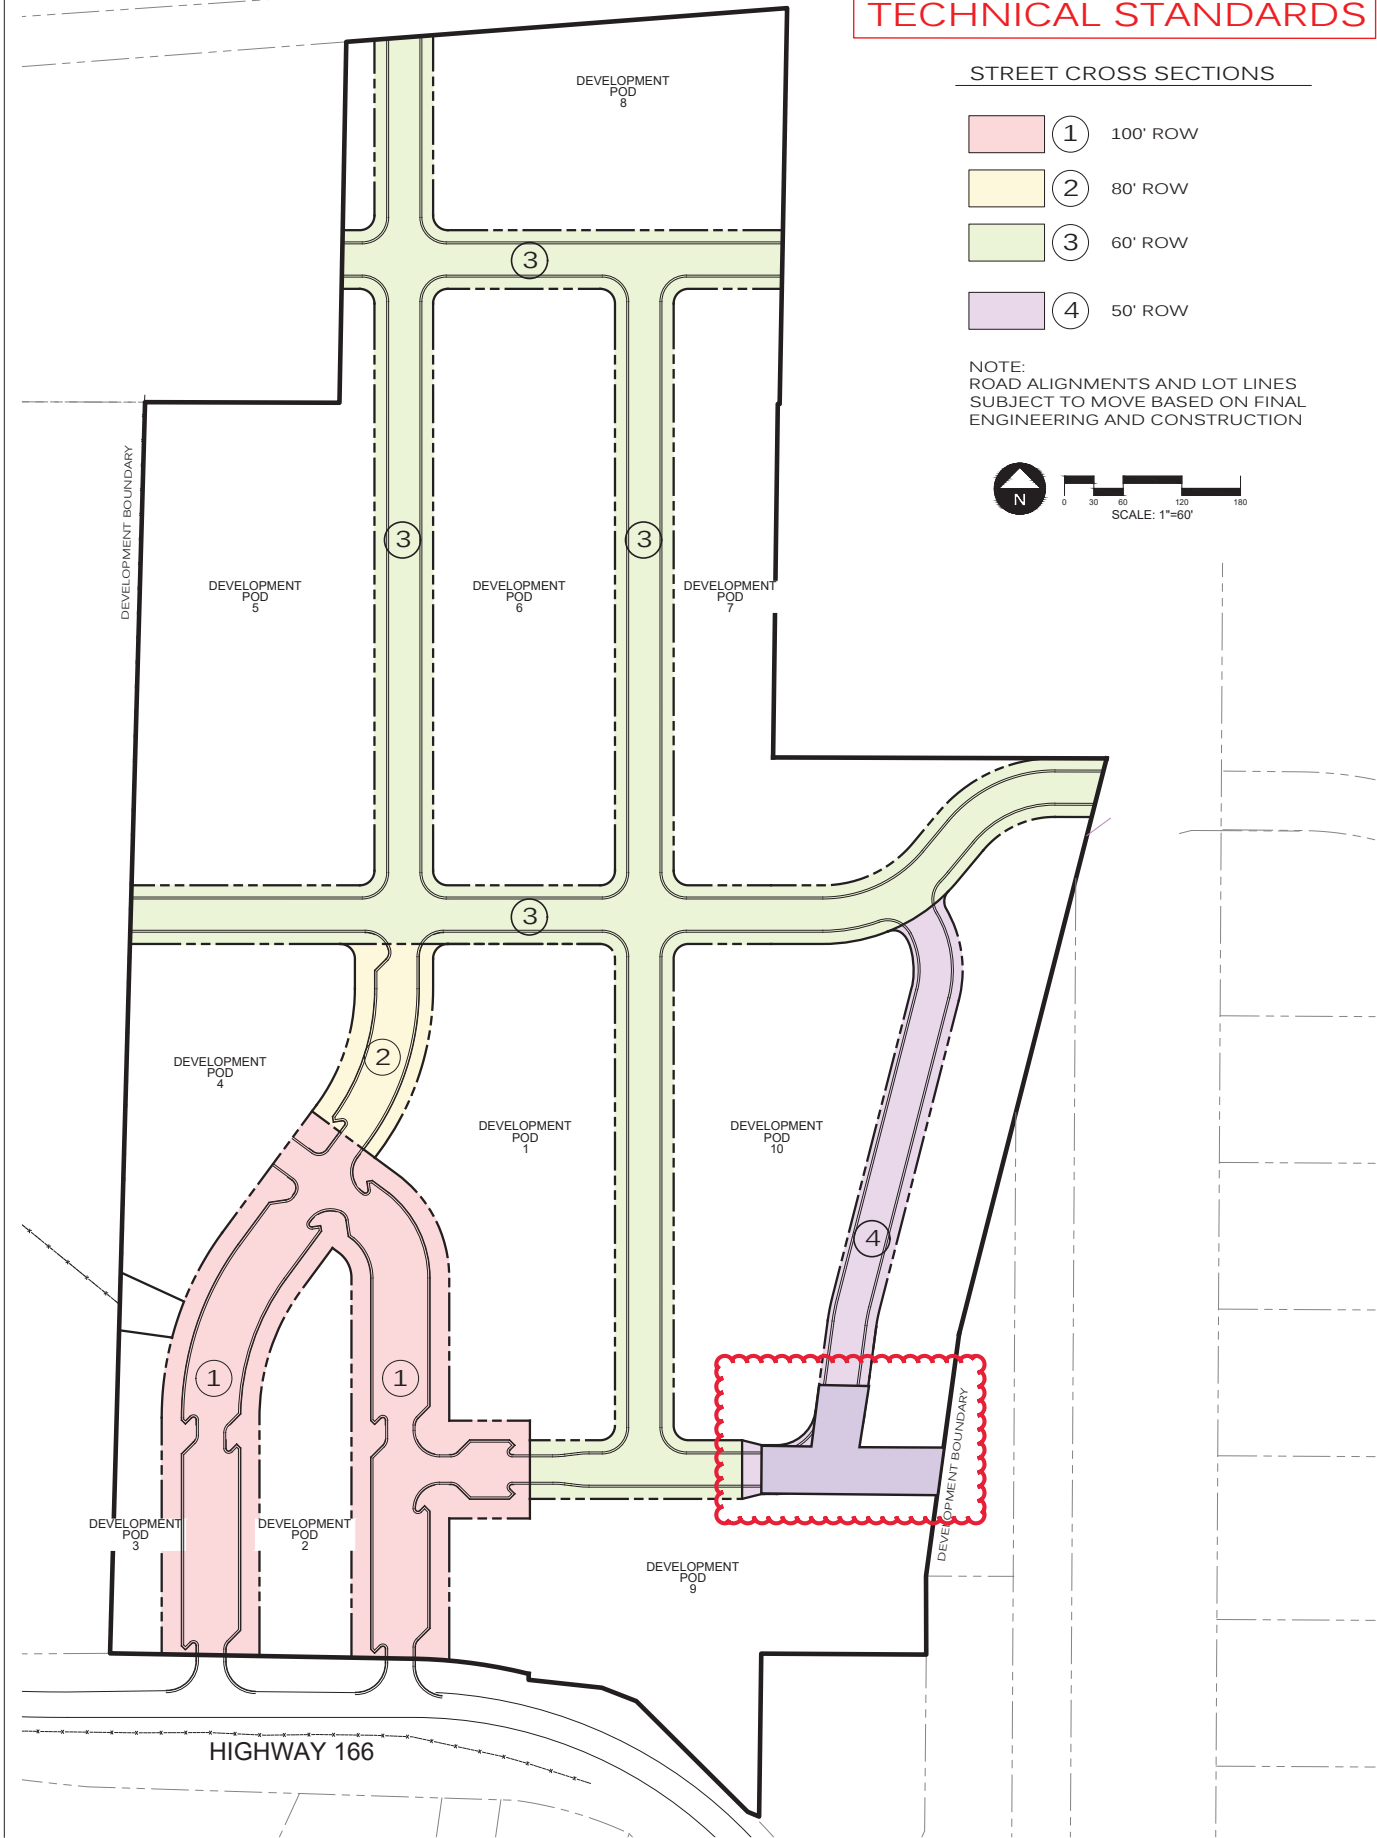 TECHNICAL STANDARDS
STREET CROSS SECTIONS
1 100' ROW
2 80' ROW
3 60' ROW
4 50' ROW
NOTE:
ROAD ALIGNMENTS AND LOT LINES
SUBJECT TO MOVE BASED ON FINAL
ENGINEERING AND CONSTRUCTION
N
0 30 60 120 180
SCALE: 1"=60'
DEVELOPMENT
POD
8
3
DEVELOPMENT BOUNDARY
3
3
DEVELOPMENT
POD
5
DEVELOPMENT
POD
6
DEVELOPMENT
POD
7
3
2
DEVELOPMENT
POD
4
DEVELOPMENT
POD
1
DEVELOPMENT
POD
10
4
1
1
DEVELOPMENT BOUNDARY
DEVELOPMENT
POD
3
DEVELOPMENT
POD
2
DEVELOPMENT
POD
9
HIGHWAY 166